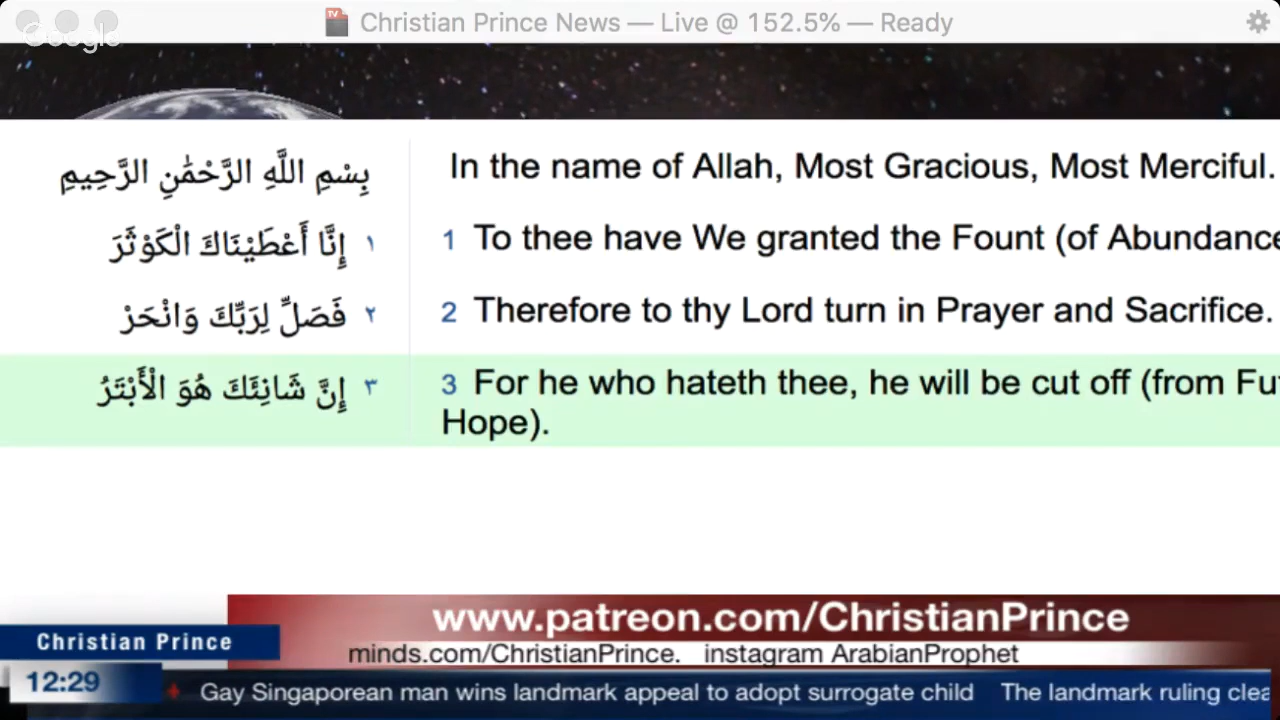 Christian Prince News — Live @ 152.5% — Ready
Google
بِسْمِ اللَّهِ الرَّحْمَٰنِ الرَّحِيمِ
In the name of Allah, Most Gracious, Most Merciful.
١ إِنَّا أَعْطَيْنَاكَ الْكَوْثَرَ
1 To thee have We granted the Fount (of Abundance
٢ فَصَلِّ لِرَبِّكَ وَانْحَرْ
2 Therefore to thy Lord turn in Prayer and Sacrifice.
٣ إِنَّ شَانِئَكَ هُوَ الْأَبْتَرُ
3 For he who hateth thee, he will be cut off (from Fu
Hope).
www.patreon.com/ChristianPrince
Christian Prince
minds.com/ChristianPrince. instagram ArabianProphet
12:29
Gay Singaporean man wins landmark appeal to adopt surrogate child The landmark ruling clea